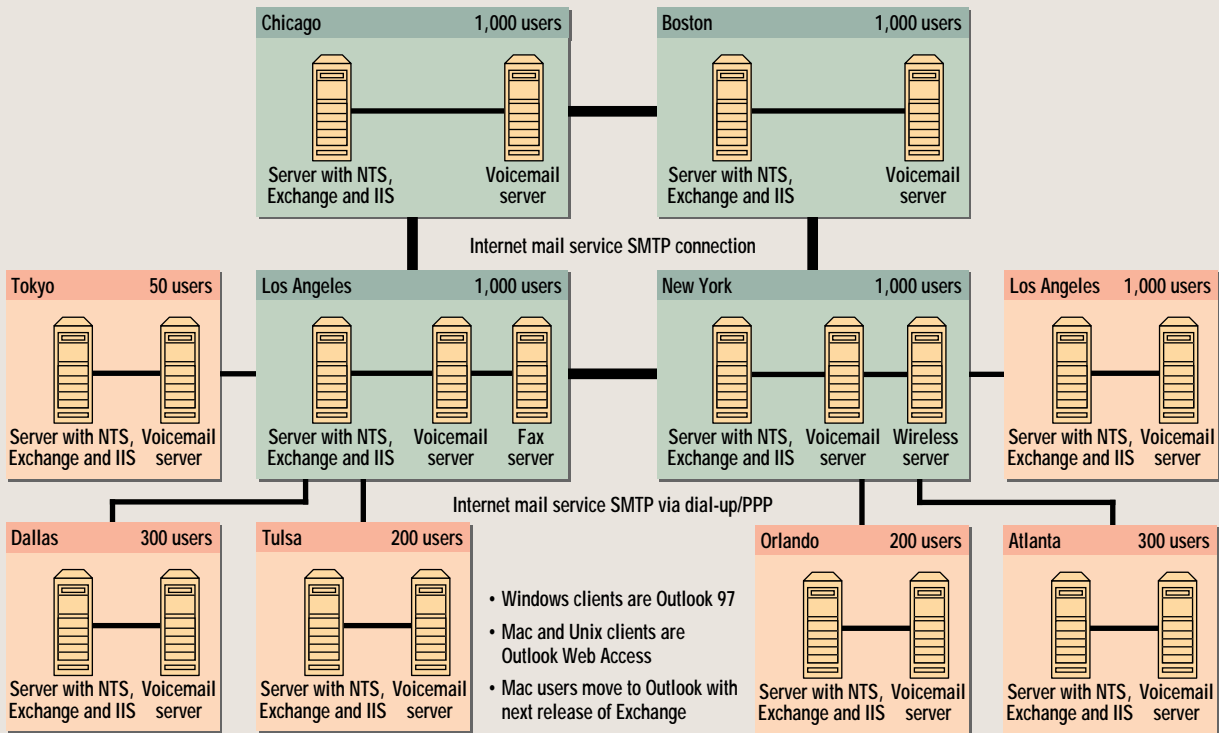 Chicago 1,000 users
Server with NTS,
Exchange and IIS
Voicemail
server
Boston 1,000 users
Server with NTS,
Exchange and IIS
Voicemail
server
Internet mail service SMTP connection
Tokyo 50 users
Server with NTS,
Exchange and IIS
Voicemail
server
Los Angeles 1,000 users
Server with NTS,
Exchange and IIS
Voicemail
server
Fax
server
New York 1,000 users
Server with NTS,
Exchange and IIS
Voicemail
server
Wireless
server
Los Angeles 1,000 users
Server with NTS,
Exchange and IIS
Voicemail
server
Internet mail service SMTP via dial-up/PPP
Dallas 300 users
Server with NTS,
Exchange and IIS
Voicemail
server
Tulsa 200 users
Server with NTS,
Exchange and IIS
Voicemail
server
• Windows clients are Outlook 97
• Mac and Unix clients are
Outlook Web Access
• Mac users move to Outlook with
next release of Exchange
Orlando 200 users
Server with NTS,
Exchange and IIS
Voicemail
server
Atlanta 300 users
Server with NTS,
Exchange and IIS
Voicemail
server